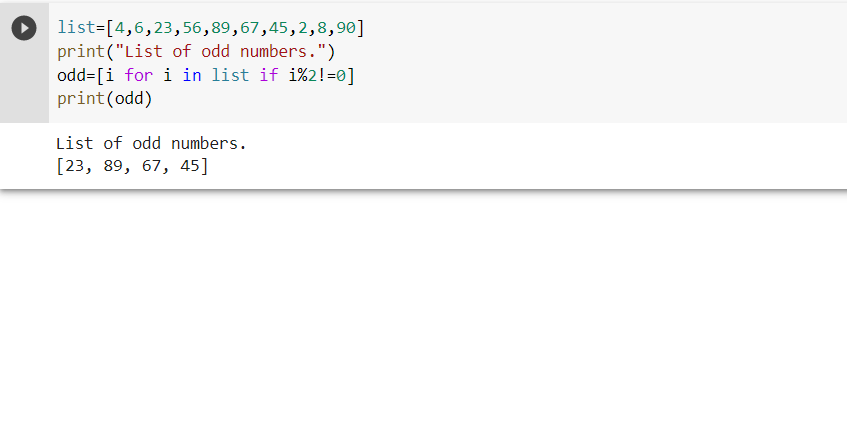 list=[4,6,23,56,89,67,45,2,8,90]
print("List of odd numbers.")
odd=[i for i in list if i%2!=0]
print(odd)
List of odd numbers.
[23, 89, 67, 45]